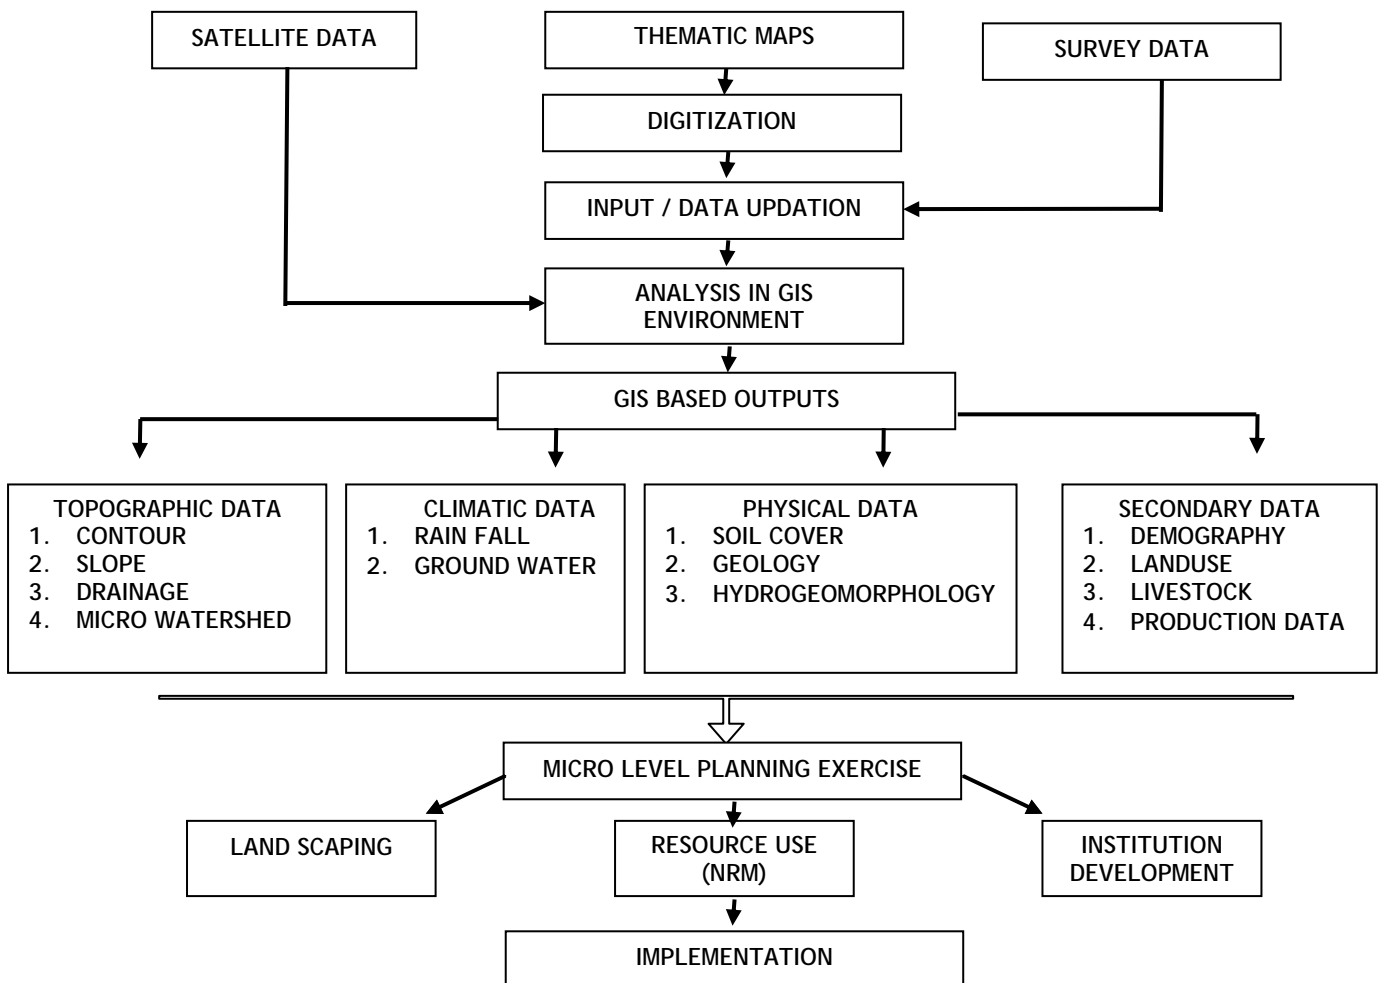 SATELLITE DATA
THEMATIC MAPS
SURVEY DATA
DIGITIZATION
INPUT / DATA UPDATION
ANALYSIS IN GIS
ENVIRONMENT
GIS BASED OUTPUTS
TOPOGRAPHIC DATA
1. CONTOUR
2. SLOPE
3. DRAINAGE
4. MICRO WATERSHED
CLIMATIC DATA
1. RAIN FALL
2. GROUND WATER
PHYSICAL DATA
1. SOIL COVER
2. GEOLOGY
3. HYDROGEOMORPHOLOGY
SECONDARY DATA
1. DEMOGRAPHY
2. LANDUSE
3. LIVESTOCK
4. PRODUCTION DATA
MICRO LEVEL PLANNING EXERCISE
LAND SCAPING
RESOURCE USE
(NRM)
INSTITUTION
DEVELOPMENT
IMPLEMENTATION